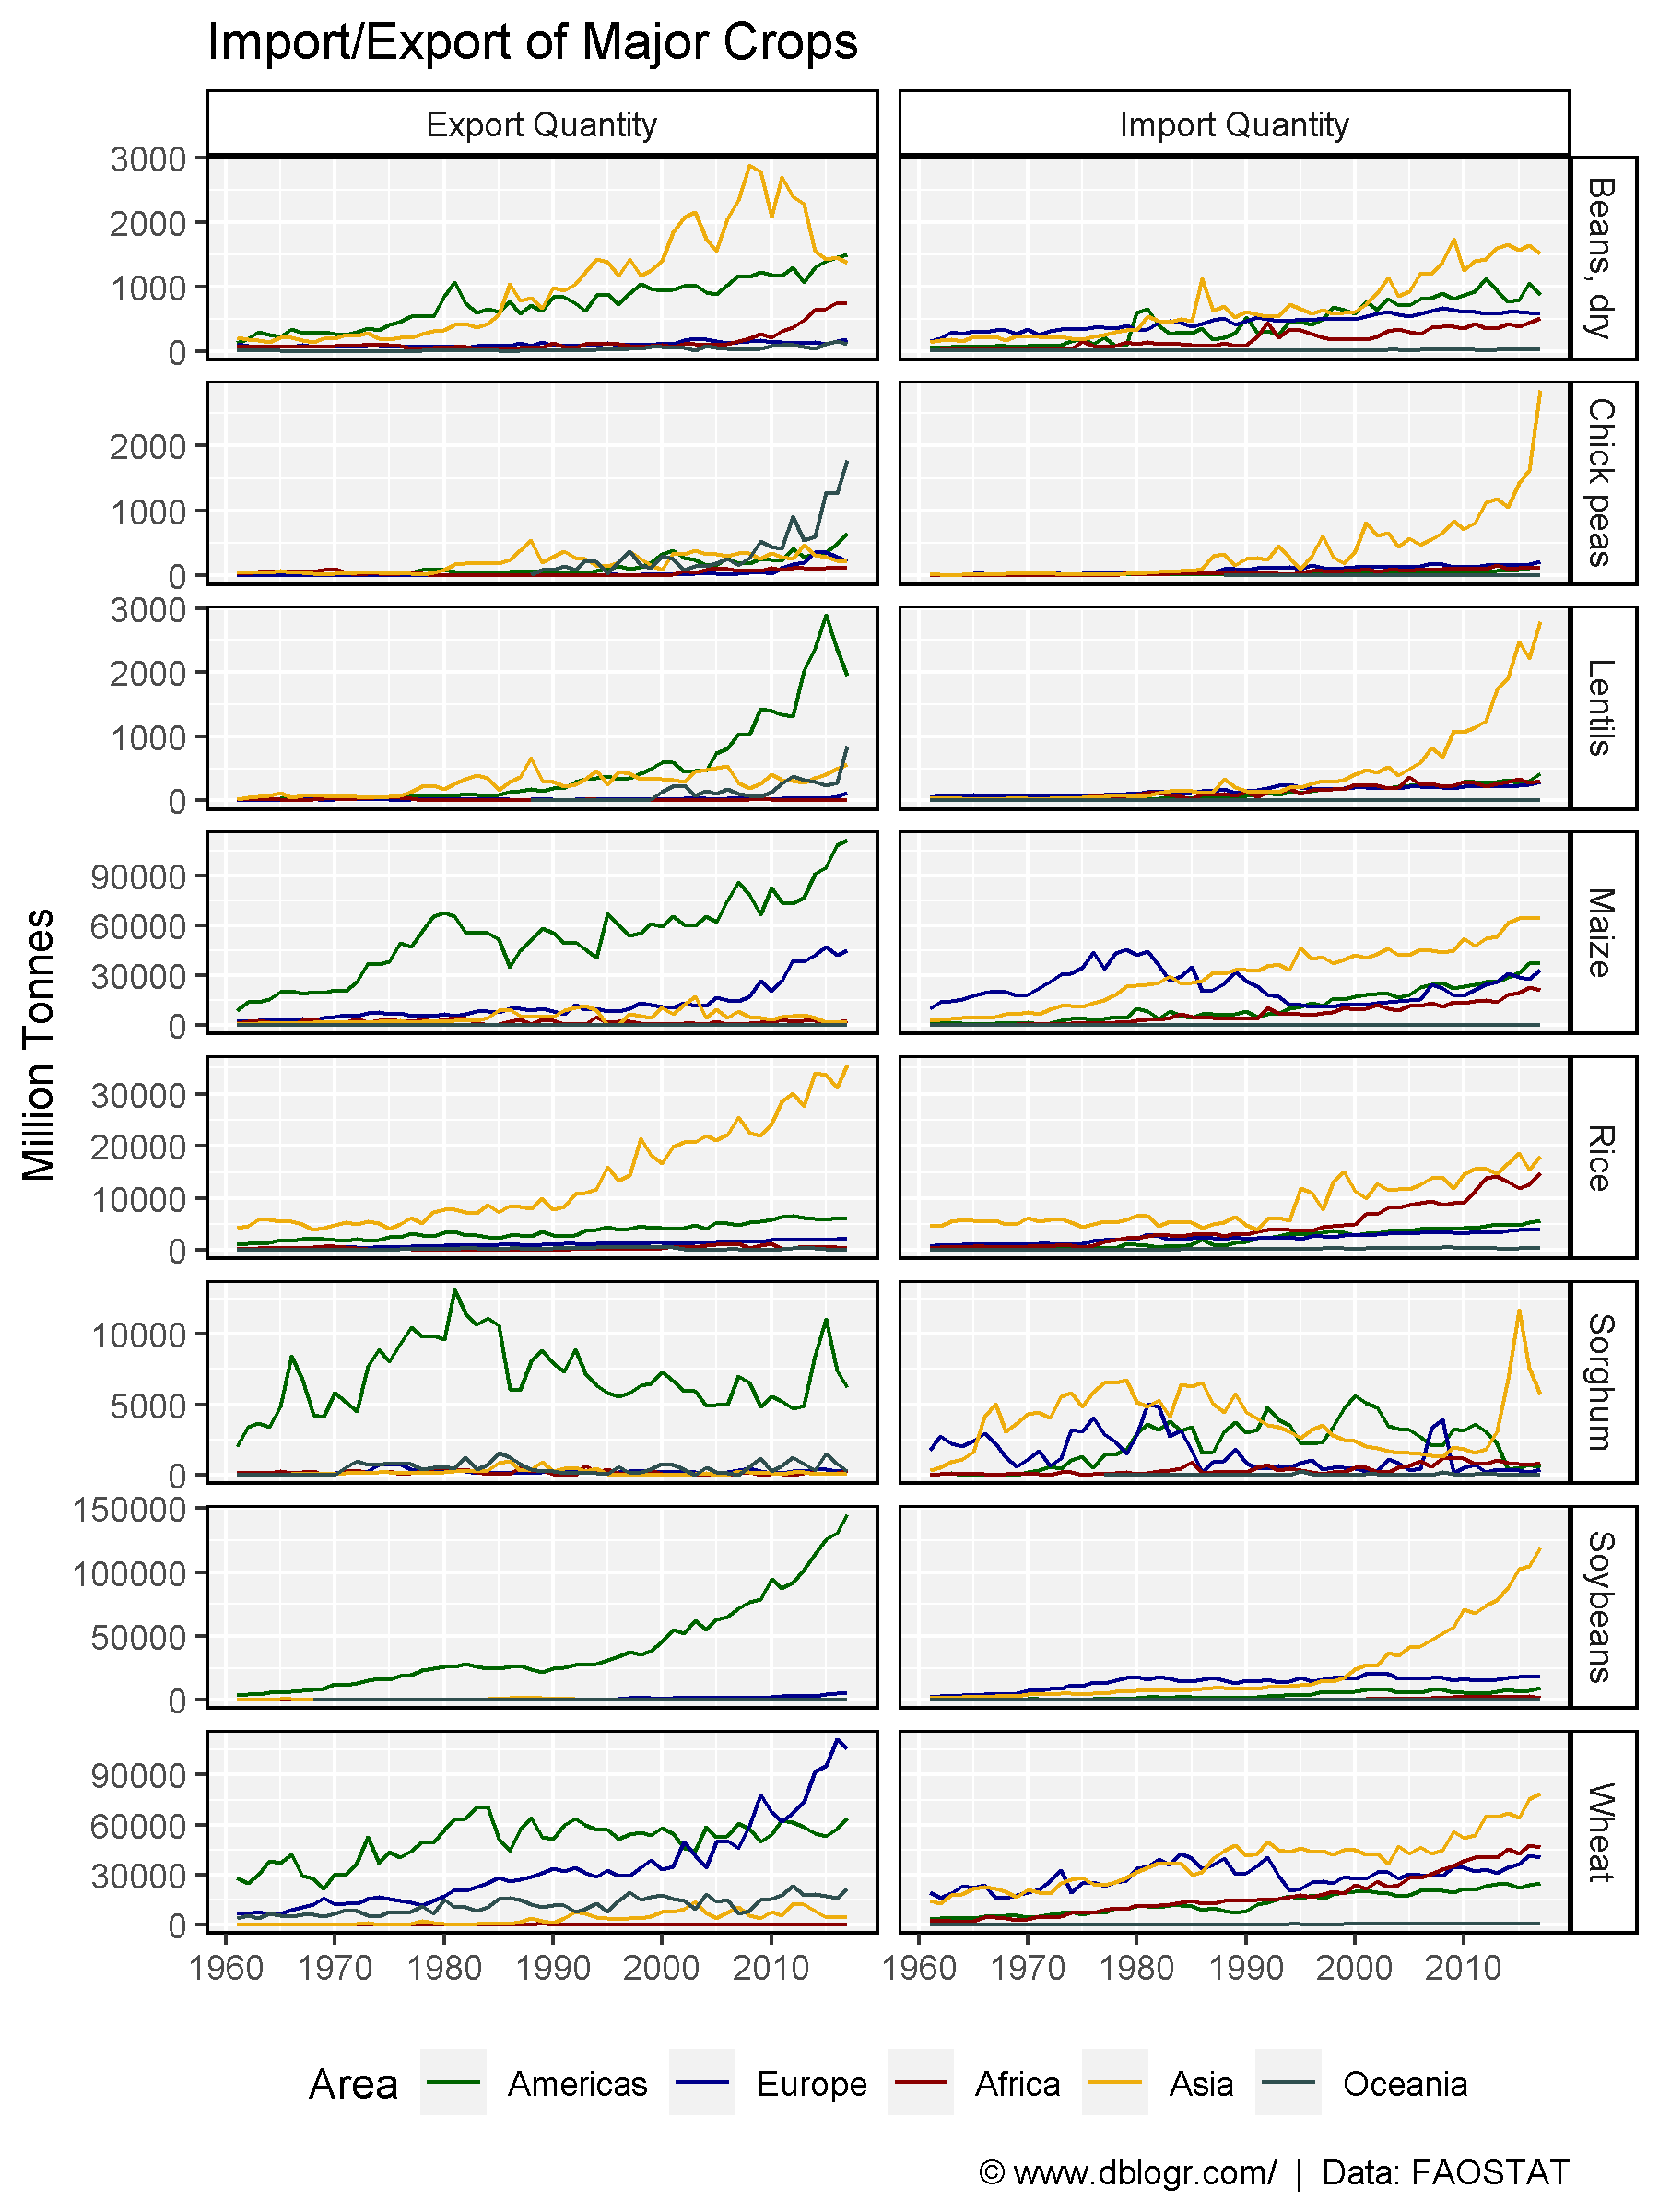 Import/Export of Major Crops
Export Quantity
Import Quantity
3000
2000
1000
0
Beans, dry
2000
1000
0
Chick peas
3000
2000
1000
0
Lentils
90000
60000
30000
0
Maize
30000
20000
10000
0
Rice
10000
5000
0
Sorghum
150000
100000
50000
0
Soybeans
90000
60000
30000
0
Wheat
Million Tonnes
1960 1970 1980 1990 2000 2010
1960 1970 1980 1990 2000 2010
Area Americas Europe Africa Asia Oceania
© www.dblogr.com/ | Data: FAOSTAT